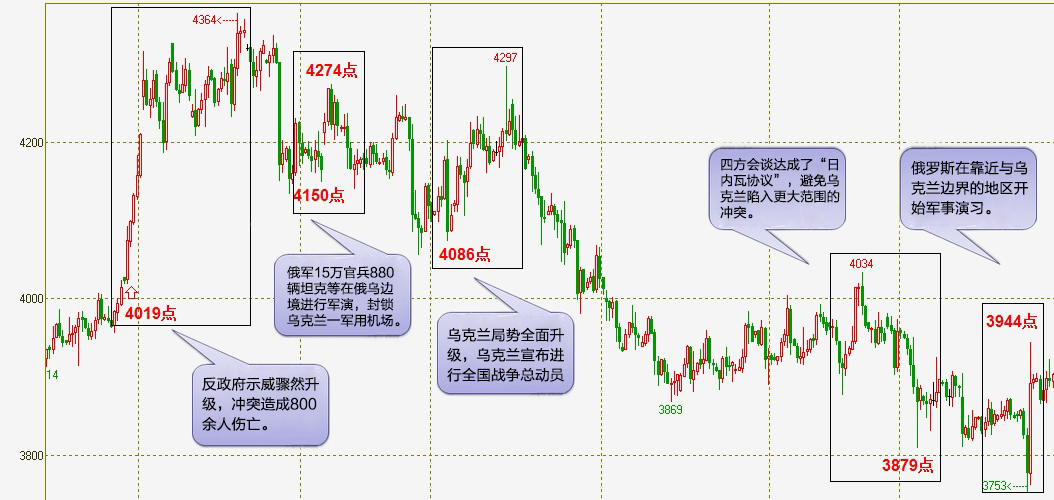 4364
4274点
4297
4200
四方会谈达成了“日
内瓦协议”，避免乌
克兰陷入更大范围的
冲突。
俄罗斯在靠近与乌
克兰边界的地区开
始军事演习。
4150点
4086点
俄军15万官兵880
辆坦克等在俄乌边
境进行军演，封锁
乌克兰一军用机场。
4034
4000
4019点
3944点
乌克兰局势全面升
级，乌克兰宣布进
行全国战争总动员
14
反政府示威骤然升
级，冲突造成800
余人伤亡。
3869
3800
3879点
3753